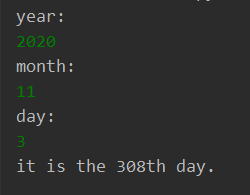 year:
2020
month:
11
day:
3
it is the 308th day.